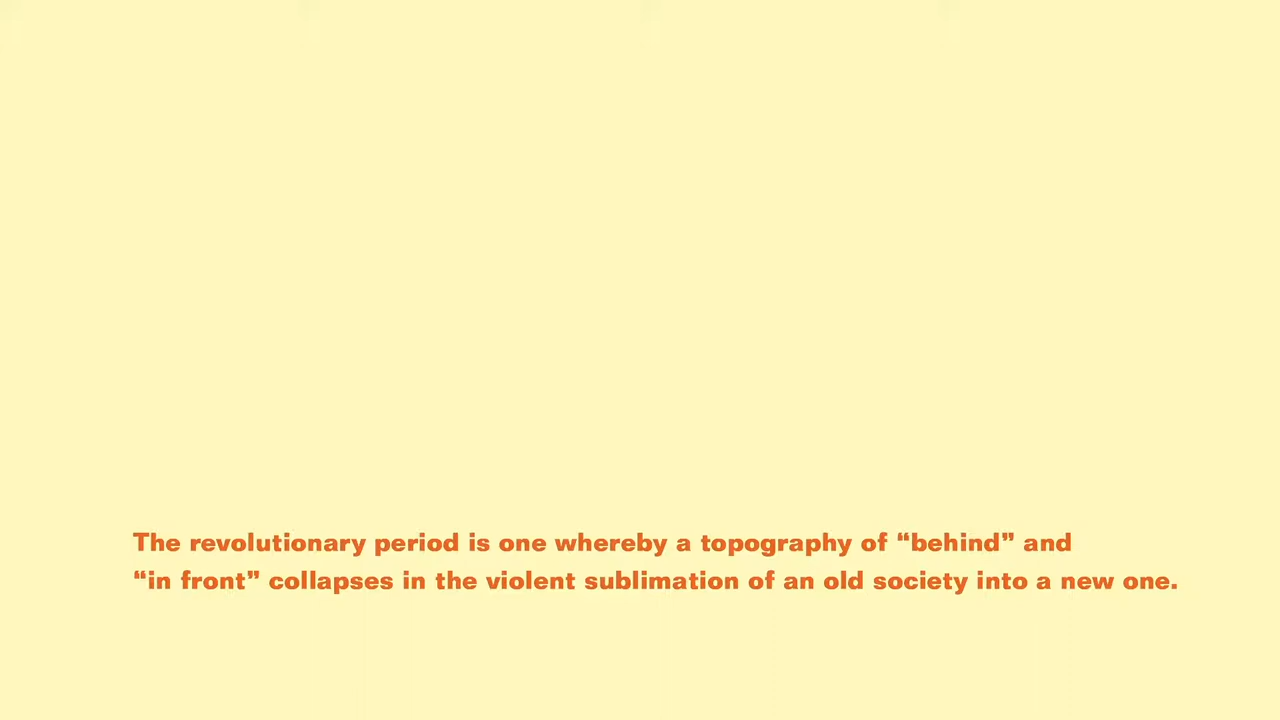 The revolutionary period is one whereby a topography of “behind” and
“in front” collapses in the violent sublimation of an old society into a new one.